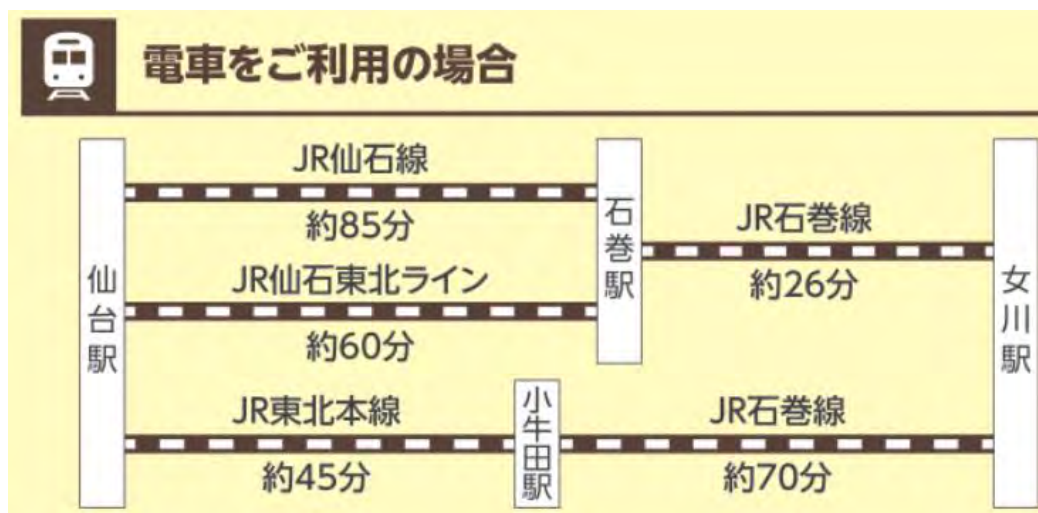 電車をご利用の場合
仙台駅
JR仙石線
約85分
JR仙石東北ライン
約60分
石巻駅
JR石巻線
約26分
JR東北本線
約45分
小牛田駅
JR石巻線
約70分
女川駅